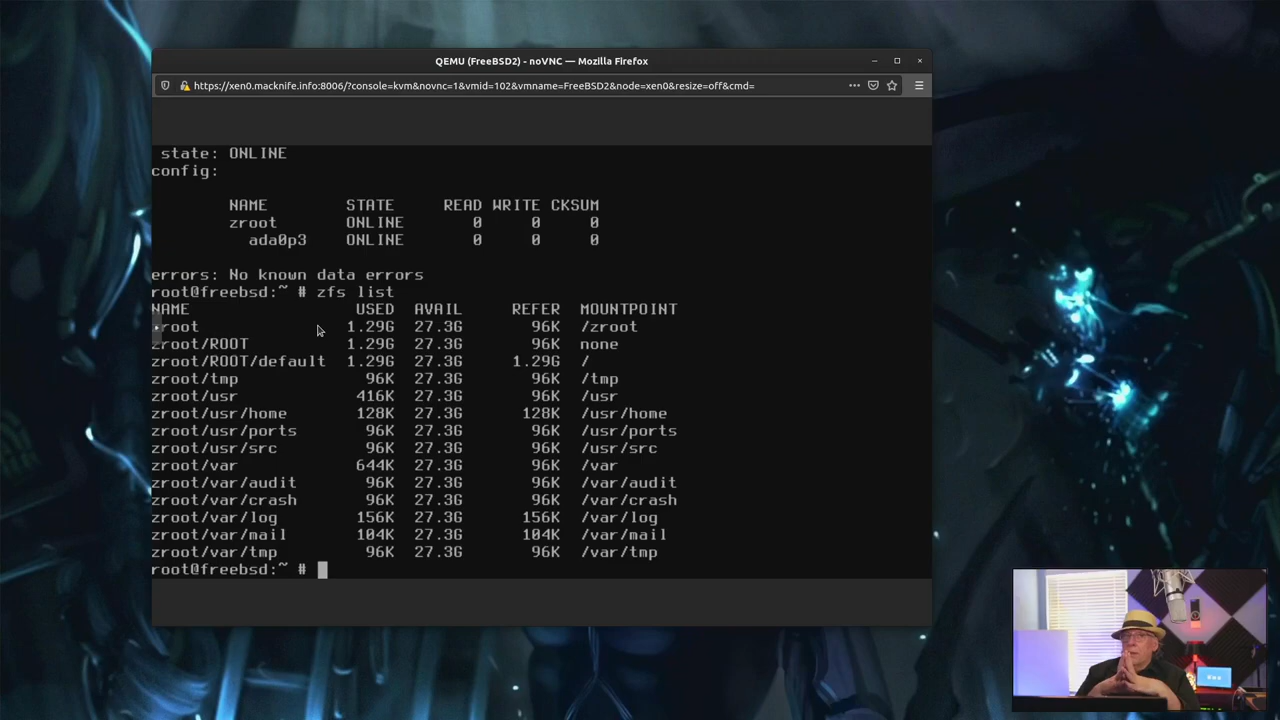 QEMU (FreeBSD2) - noVNC — Mozilla Firefox
https://xen0.macknife.info:8006/?console=kvm&novnc=1&vmid=102&vmname=FreeBSD2&node=xen0&resize=off&cmd=
state: ONLINE
config:
NAME STATE READ WRITE CKSUM
zroot ONLINE 0 0 0
ada0p3 ONLINE 0 0 0
errors: No known data errors
root@freebsd:~ # zfs list
NAME USED AVAIL REFER MOUNTPOINT
zroot 1.29G 27.3G 96K /zroot
zroot/ROOT 1.29G 27.3G 96K none
zroot/ROOT/default 1.29G 27.3G 1.29G /
zroot/tmp 96K 27.3G 96K /tmp
zroot/usr 416K 27.3G 96K /usr
zroot/usr/home 128K 27.3G 128K /usr/home
zroot/usr/ports 96K 27.3G 96K /usr/ports
zroot/usr/src 96K 27.3G 96K /usr/src
zroot/var 644K 27.3G 96K /var
zroot/var/audit 96K 27.3G 96K /var/audit
zroot/var/crash 96K 27.3G 96K /var/crash
zroot/var/log 156K 27.3G 156K /var/log
zroot/var/mail 104K 27.3G 104K /var/mail
zroot/var/tmp 96K 27.3G 96K /var/tmp
root@freebsd:~ #